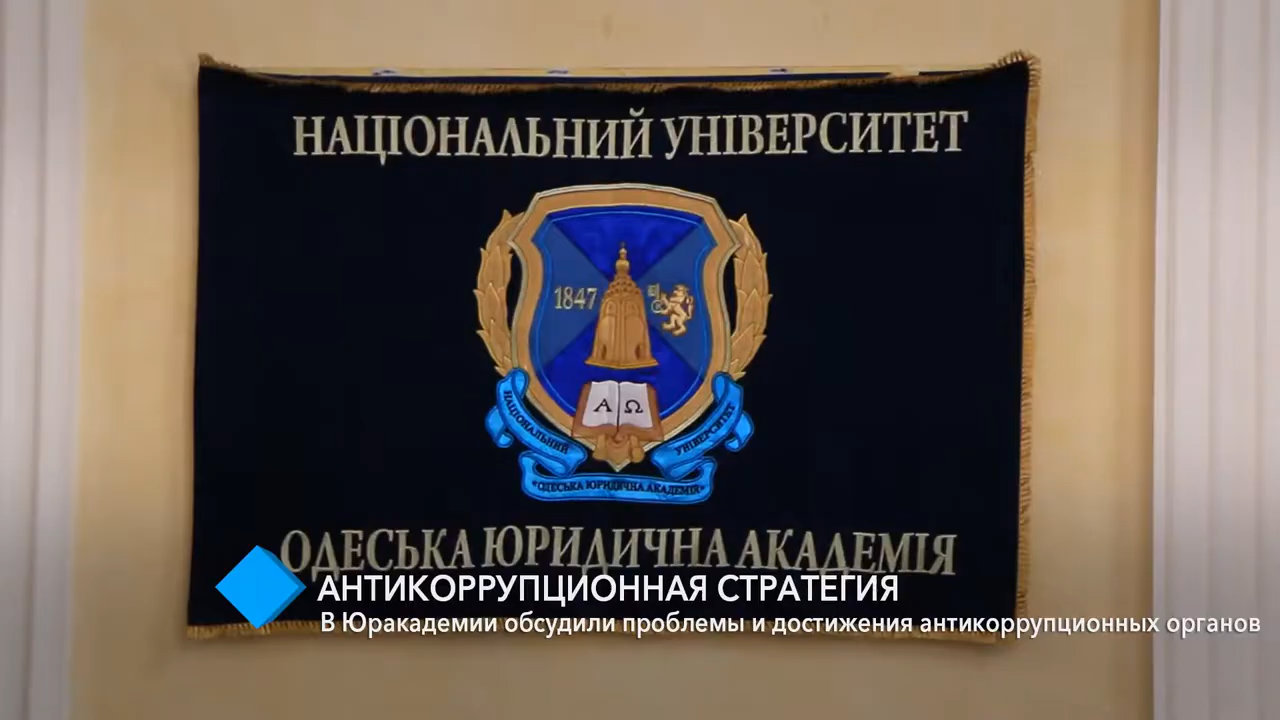 НАЦІОНАЛЬНИЙ УНІВЕРСИТЕТ
1847
Α Ω
НАЦІОНАЛЬНИЙ
УНІВЕРСИТЕТ
"ОДЕСЬКА ЮРИДИЧНА АКАДЕМІЯ"
ОДЕСЬКА ЮРИДИЧНА АКАДЕМІЯ
АНТИКОРРУПЦИОННАЯ СТРАТЕГИЯ
В Юракадемии обсудили проблемы и достижения антикоррупционных органов